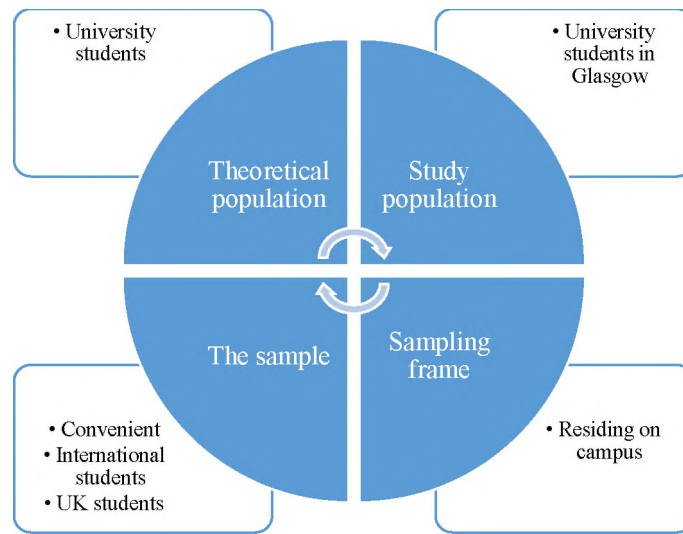 • University
students
• University
students in
Glasgow
Theoretical
population
Study
population
The sample
Sampling
frame
• Convenient
• International
students
• UK students
• Residing on
campus